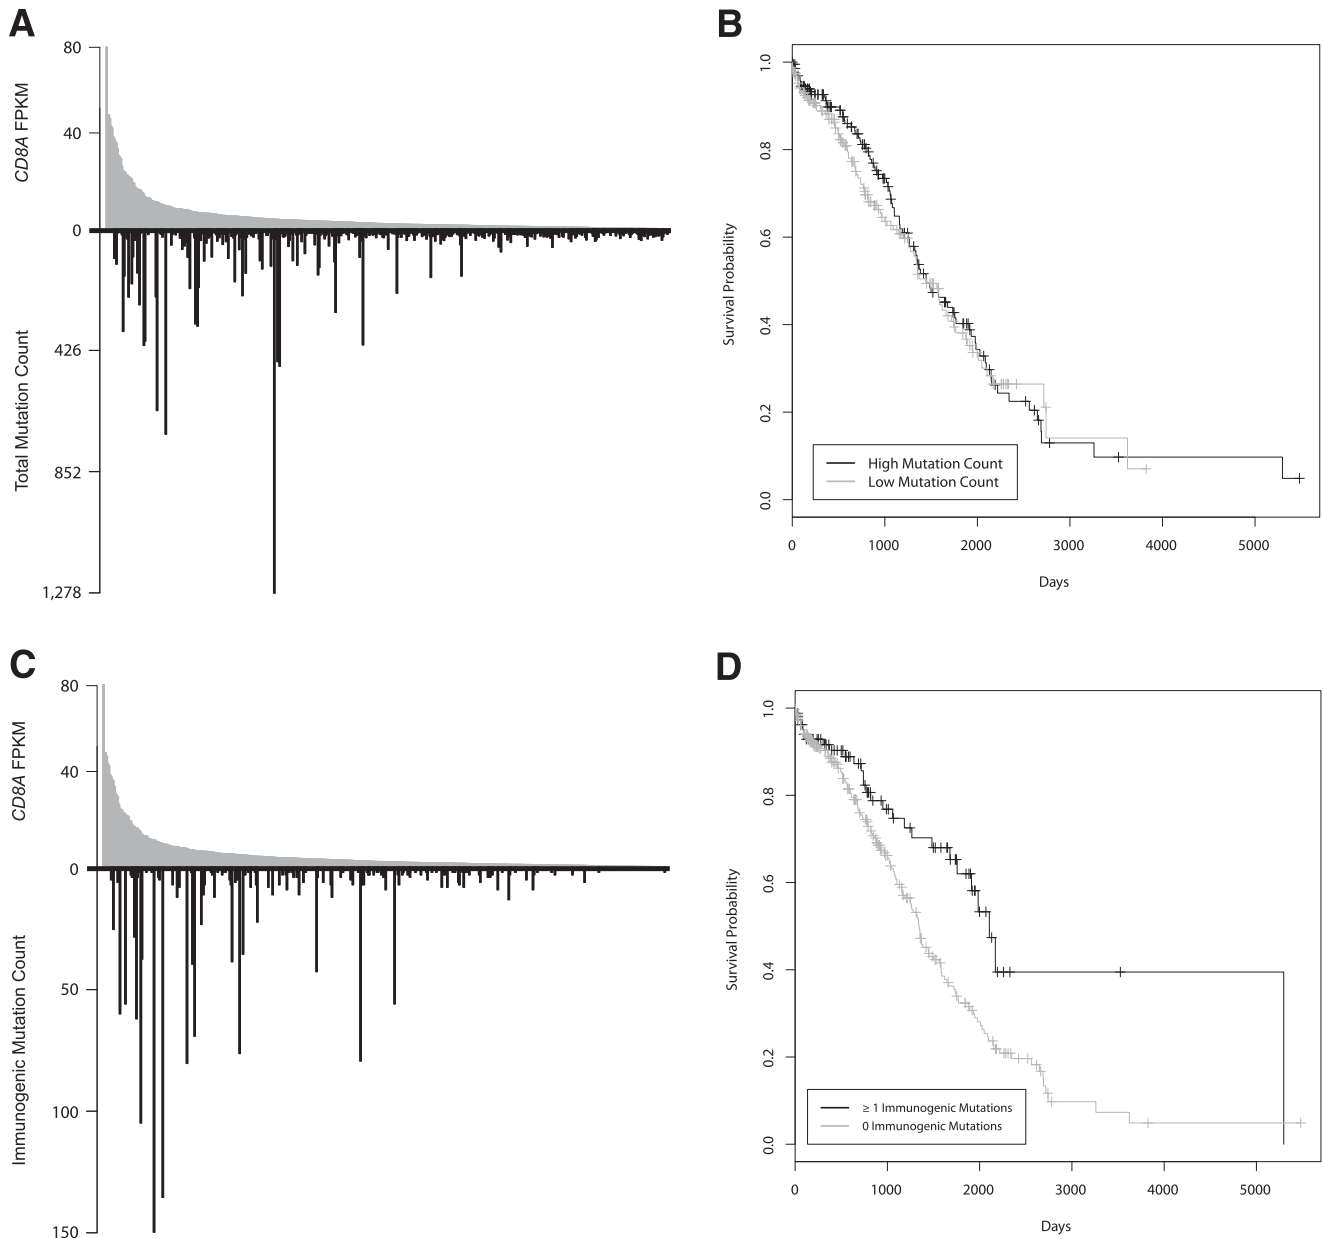 A
80
40
0
CD8A FPKM
426
852
1,278
Total Mutation Count
B
1.0
0.8
0.6
0.4
0.2
0.0
Survival Probability
High Mutation Count
Low Mutation Count
0 1000 2000 3000 4000 5000
Days
C
80
40
0
CD8A FPKM
50
100
150
Immunogenic Mutation Count
D
1.0
0.8
0.6
0.4
0.2
0.0
Survival Probability
≥ 1 Immunogenic Mutations
0 Immunogenic Mutations
0 1000 2000 3000 4000 5000
Days